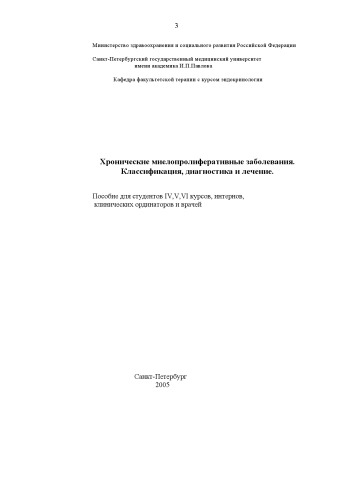 3
Министерство здравоохранения и социального развития Российской Федерации
Санкт-Петербургский государственный медицинский университет
имени академика И.П.Павлова
Кафедра факультетской терапии с курсом эндокринологии
Хронические миелопролиферативные заболевания.
Классификация, диагностика и лечение.
Пособие для студентов IV,V,VI курсов, интернов,
клинических ординаторов и врачей
Санкт-Петербург
2005